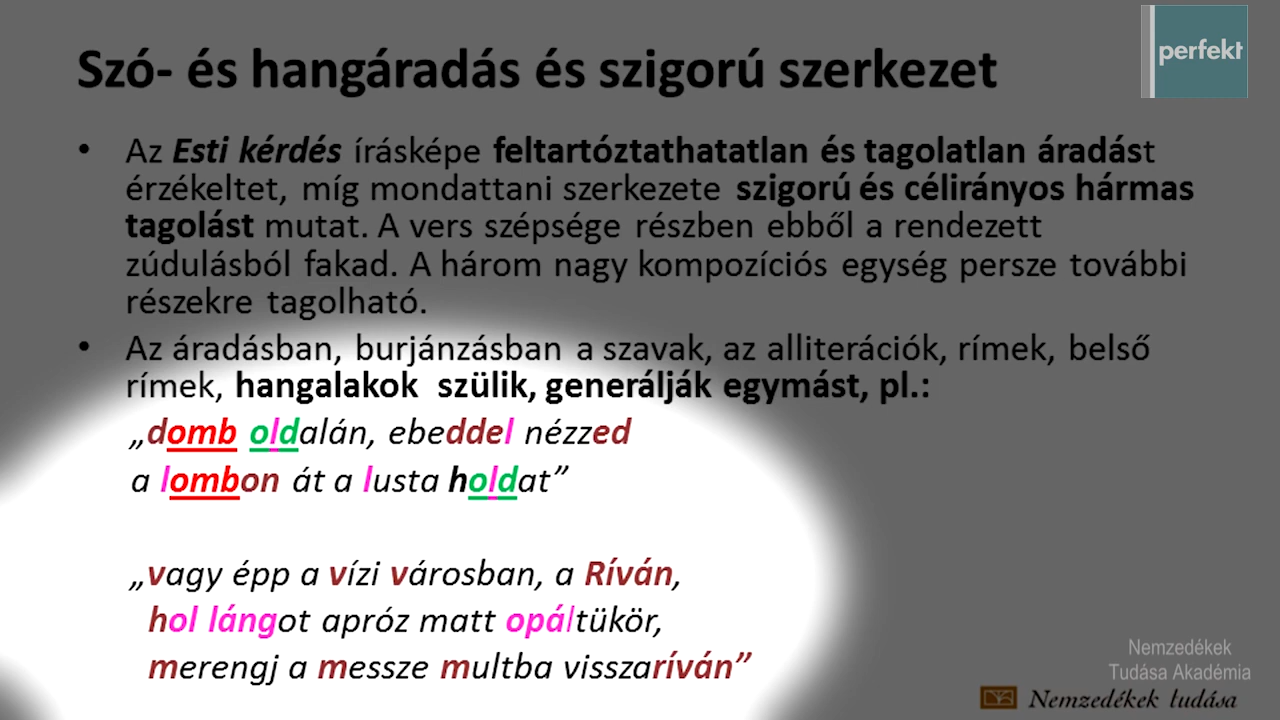 Szó- és hangáradás és szigorú szerkezet
perfekt
• Az Esti kérdés írásképe feltartóztathatatlan és tagolatlan áradást
érzékeltet, míg mondattani szerkezete szigorú és célirányos hármas
tagolást mutat. A vers szépsége részben ebből a rendezett
zúdulásból fakad. A három nagy kompozíciós egység persze további
részekre tagolható.
• Az áradásban, burjánzásban a szavak, az alliterációk, rímek, belső
rímek, hangalakok szülik, generálják egymást, pl.:
„domb oldalán, ebeddel nézzed
a lombon át a lusta holdat”
„vagy épp a vízi városban, a Ríván,
hol lángot apróz matt opáltükör,
merengj a messze multba visszaríván”
Nemzedékek
Tudása Akadémia
Nemzedékek tudása